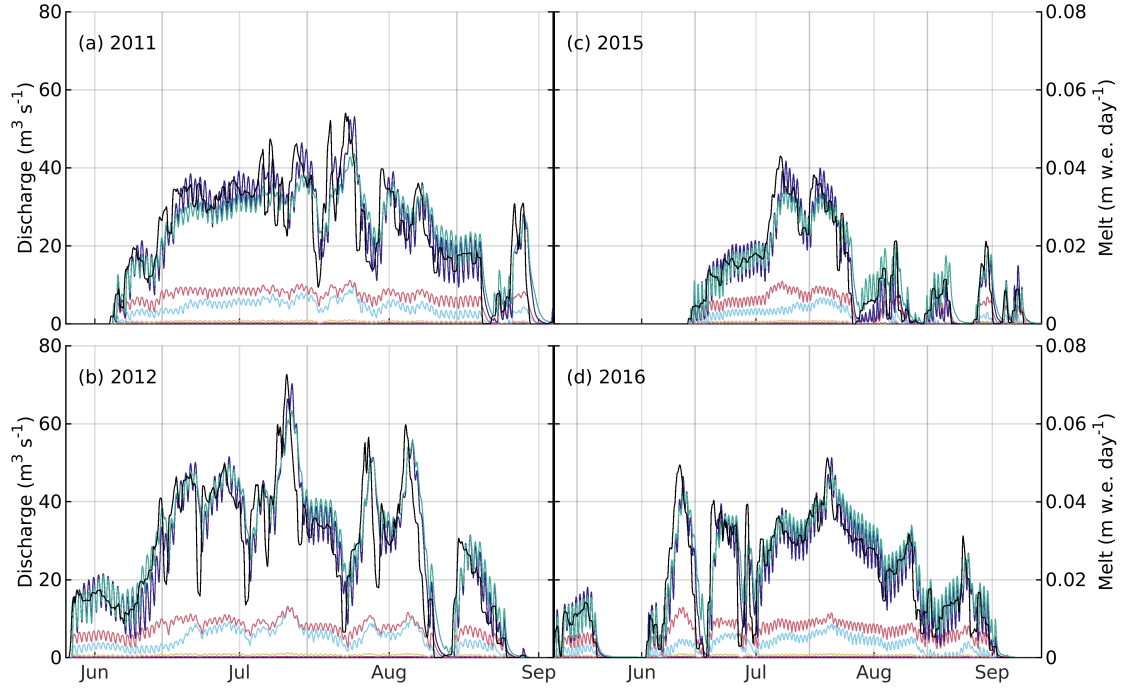 80
60
40
20
0
Discharge (m³ s⁻¹)
(a) 2011
(c) 2015
0.08
0.06
0.04
0.02
0
Melt (m w.e. day⁻¹)
80
60
40
20
0
Discharge (m³ s⁻¹)
(b) 2012
(d) 2016
0.08
0.06
0.04
0.02
0
Melt (m w.e. day⁻¹)
Jun Jul Aug Sep Jun Jul Aug Sep